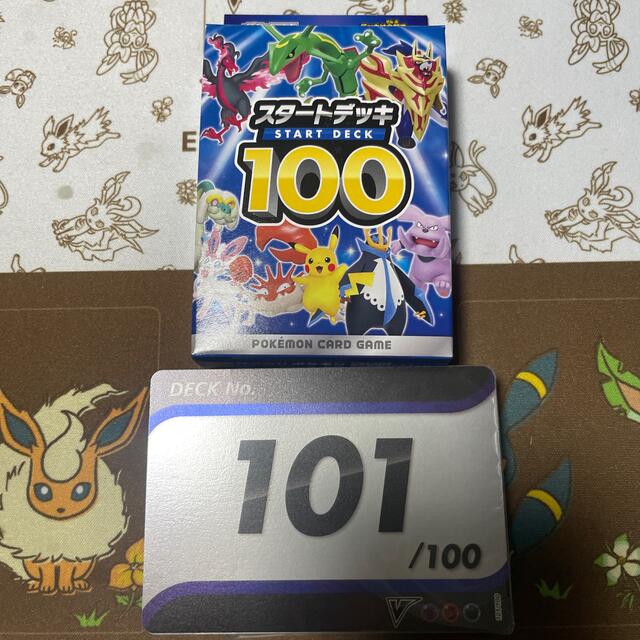 スタートデッキ
START DECK
100
POKÉMON CARD GAME
DECK No.
101
/100
V